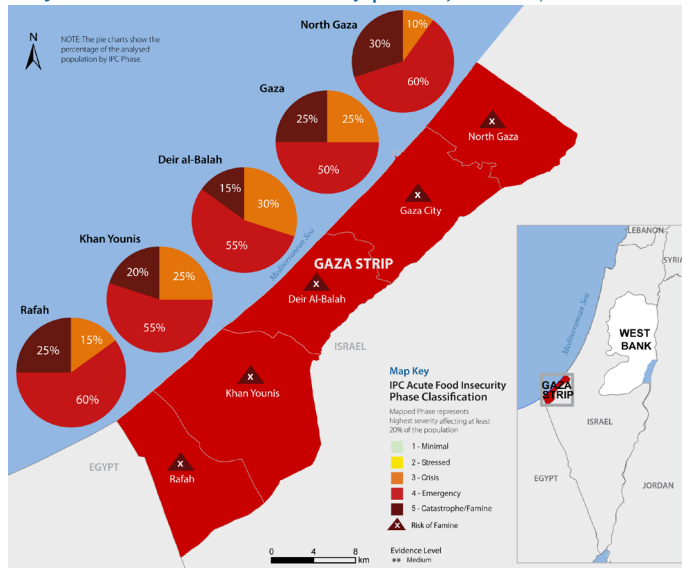 North Gaza
10%
30%
60%
N
NOTE: The pie charts show the
percentage of the analysed
population by IPC Phase.
Gaza
25%
25%
50%
Deir al-Balah
15%
30%
55%
Khan Younis
20%
25%
55%
Rafah
25%
15%
60%
x
North Gaza
x
Gaza City
Mediterranean Sea
GAZA STRIP
x
Deir Al-Balah
ISRAEL
x
Khan Younis
x
Rafah
EGYPT
Map Key
IPC Acute Food Insecurity
Phase Classification
Mapped Phase represents
highest severity affecting at least
20% of the population
1 - Minimal
2 - Stressed
3 - Crisis
4 - Emergency
5 - Catastrophe/Famine
x
Risk of Famine
Evidence Level
** Medium
0 4 8
km
LEBANON
SYRIA
Mediterranean Sea
WEST
BANK
GAZA
STRIP
ISRAEL
EGYPT
JORDAN